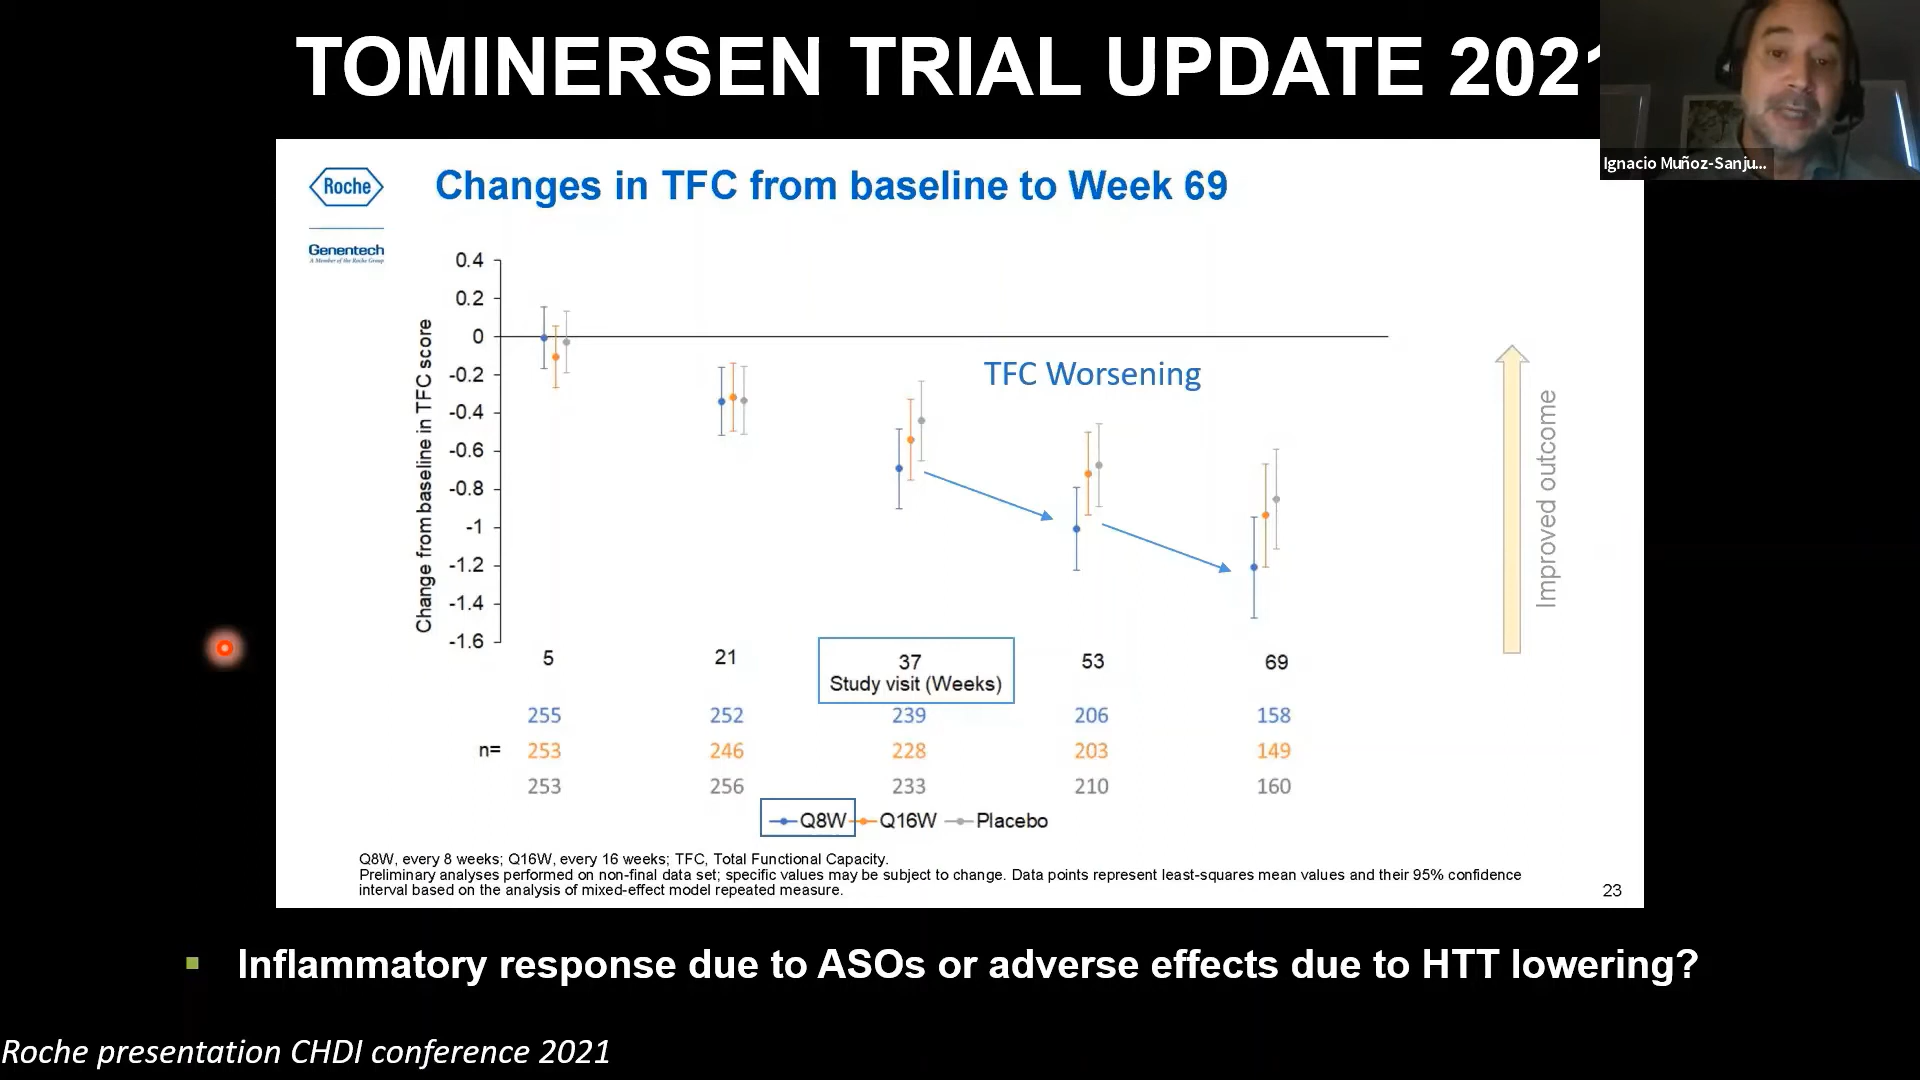 TOMINERSEN TRIAL UPDATE 2021
Ignacio Muñoz-Sanju...
Roche
Genentech
A Member of the Roche Group
Changes in TFC from baseline to Week 69
Change from baseline in TFC score
0.4
0.2
0
-0.2
-0.4
-0.6
-0.8
-1
-1.2
-1.4
-1.6
TFC Worsening
Improved outcome
5 21 37 53 69
Study visit (Weeks)
255 252 239 206 158
n= 253 246 228 203 149
253 256 233 210 160
Q8W Q16W Placebo
Q8W, every 8 weeks; Q16W, every 16 weeks; TFC, Total Functional Capacity.
Preliminary analyses performed on non-final data set; specific values may be subject to change. Data points represent least-squares mean values and their 95% confidence
interval based on the analysis of mixed-effect model repeated measure.
23
Inflammatory response due to ASOs or adverse effects due to HTT lowering?
Roche presentation CHDI conference 2021